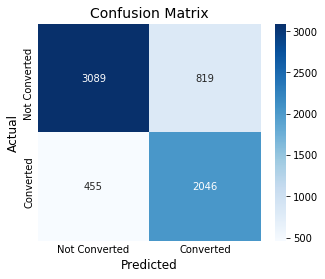 Confusion Matrix
Actual
Not Converted
3089
819
Converted
455
2046
Not Converted
Converted
Predicted
3000
2500
2000
1500
1000
500